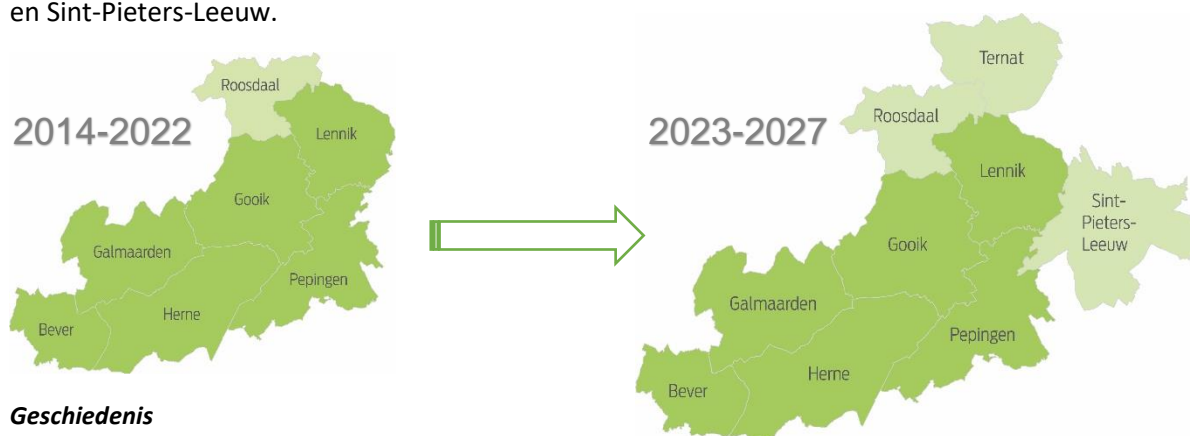 en Sint-Pieters-Leeuw.
2014-2022
Roosdaal
Lennik
Gooik
Galmaarden
Pepingen
Herne
Bever
2023-2027
Ternat
Roosdaal
Lennik
Sint-
Pieters-
Leeuw
Gooik
Galmaarden
Pepingen
Herne
Bever
Geschiedenis